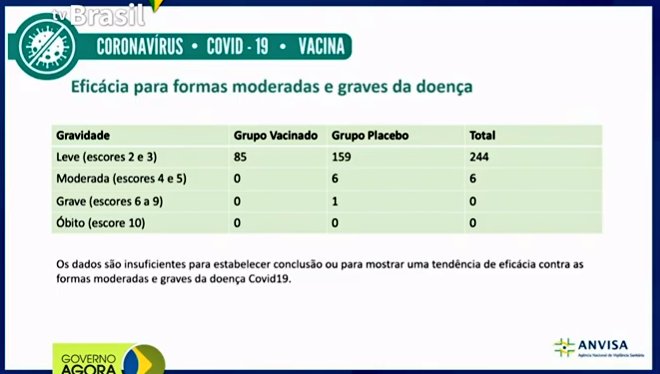 tvBrasil
CORONAVÍRUS • COVID - 19 • VACINA
Eficácia para formas moderadas e graves da doença
Gravidade Grupo Vacinado Grupo Placebo Total
Leve (escores 2 e 3) 85 159 244
Moderada (escores 4 e 5) 0 6 6
Grave (escores 6 a 9) 0 1 0
Óbito (escore 10) 0 0 0
Os dados são insuficientes para estabelecer conclusão ou para mostrar uma tendência de eficácia contra as
formas moderadas e graves da doença Covid19.
ANVISA
Agência Nacional de Vigilância Sanitária
GOVERNO
AGORA